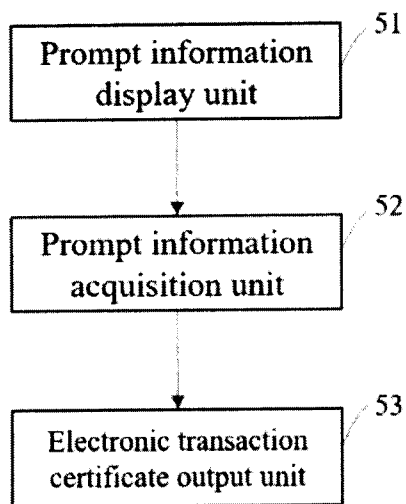 51
Prompt information
display unit
52
Prompt information
acquisition unit
53
Electronic transaction
certificate output unit